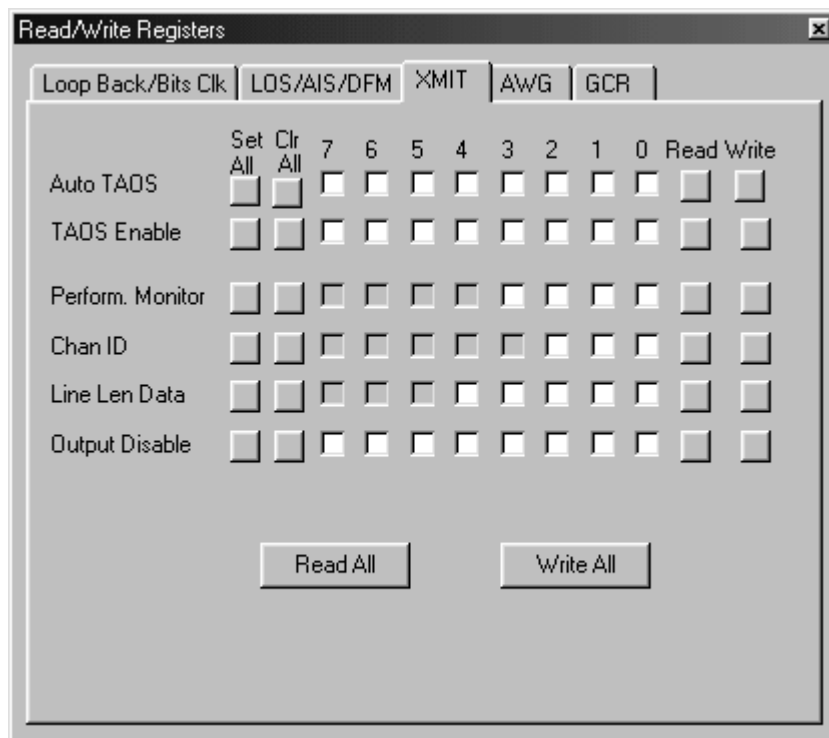 Read/Write Registers
Loop Back/Bits Clk LOS/AIS/DFM XMIT AWG GCR
Set All Clr All 7 6 5 4 3 2 1 0 Read Write
Auto TAOS
TAOS Enable
Perform. Monitor
Chan ID
Line Len Data
Output Disable
Read All Write All